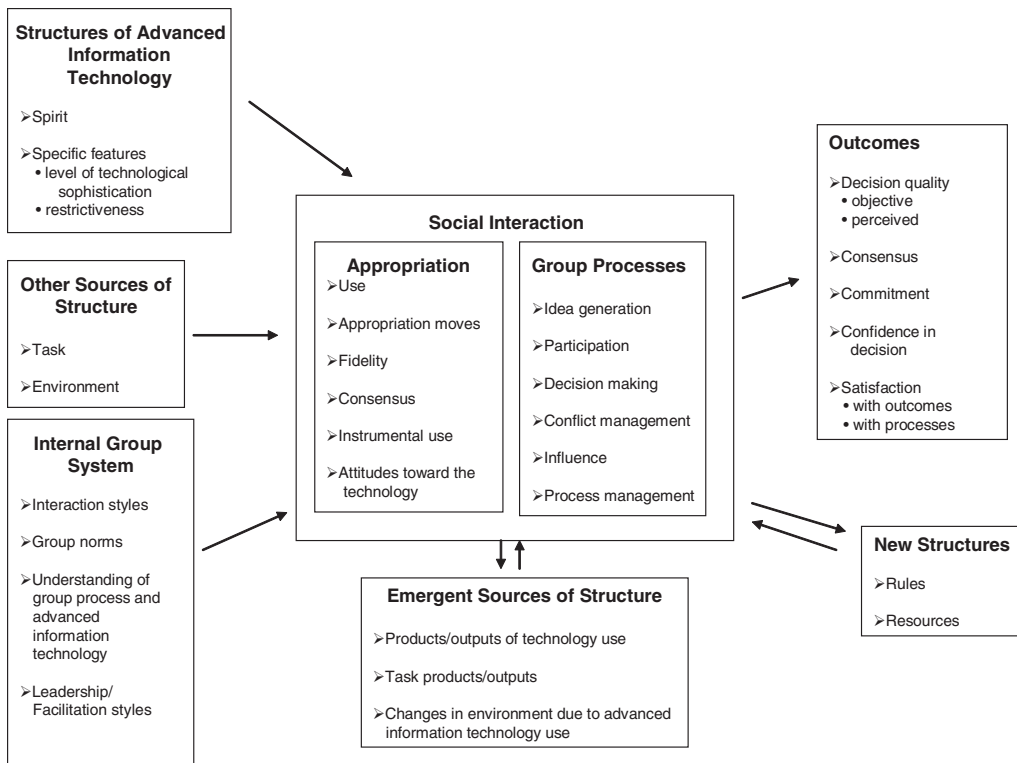 Structures of Advanced
Information
Technology
➢Spirit
➢Specific features
• level of technological
sophistication
• restrictiveness
Other Sources of
Structure
➢Task
➢Environment
Internal Group
System
➢Interaction styles
➢Group norms
➢Understanding of
group process and
advanced
information
technology
➢Leadership/
Facilitation styles
Social Interaction
Appropriation
➢Use
➢Appropriation moves
➢Fidelity
➢Consensus
➢Instrumental use
➢Attitudes toward the
technology
Group Processes
➢Idea generation
➢Participation
➢Decision making
➢Conflict management
➢Influence
➢Process management
Emergent Sources of Structure
➢Products/outputs of technology use
➢Task products/outputs
➢Changes in environment due to advanced
information technology use
Outcomes
➢Decision quality
• objective
• perceived
➢Consensus
➢Commitment
➢Confidence in
decision
➢Satisfaction
• with outcomes
• with processes
New Structures
➢Rules
➢Resources